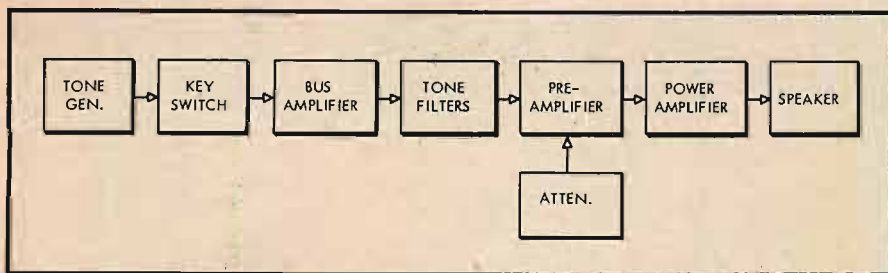 TONE
GEN.
KEY
SWITCH
BUS
AMPLIFIER
TONE
FILTERS
PRE-
AMPLIFIER
POWER
AMPLIFIER
SPEAKER
ATTEN.